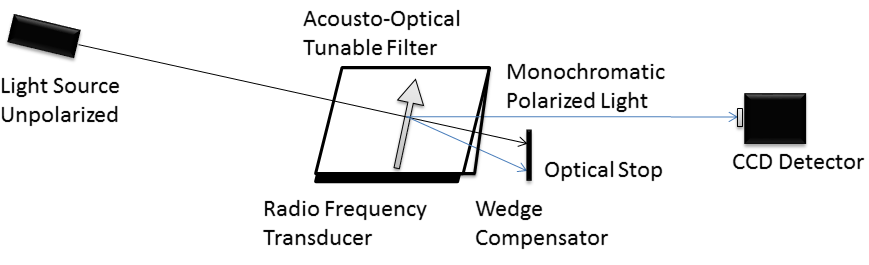 Acousto-Optical
Tunable Filter
Light Source
Unpolarized
Monochromatic
Polarized Light
CCD Detector
Optical Stop
Radio Frequency
Transducer
Wedge
Compensator